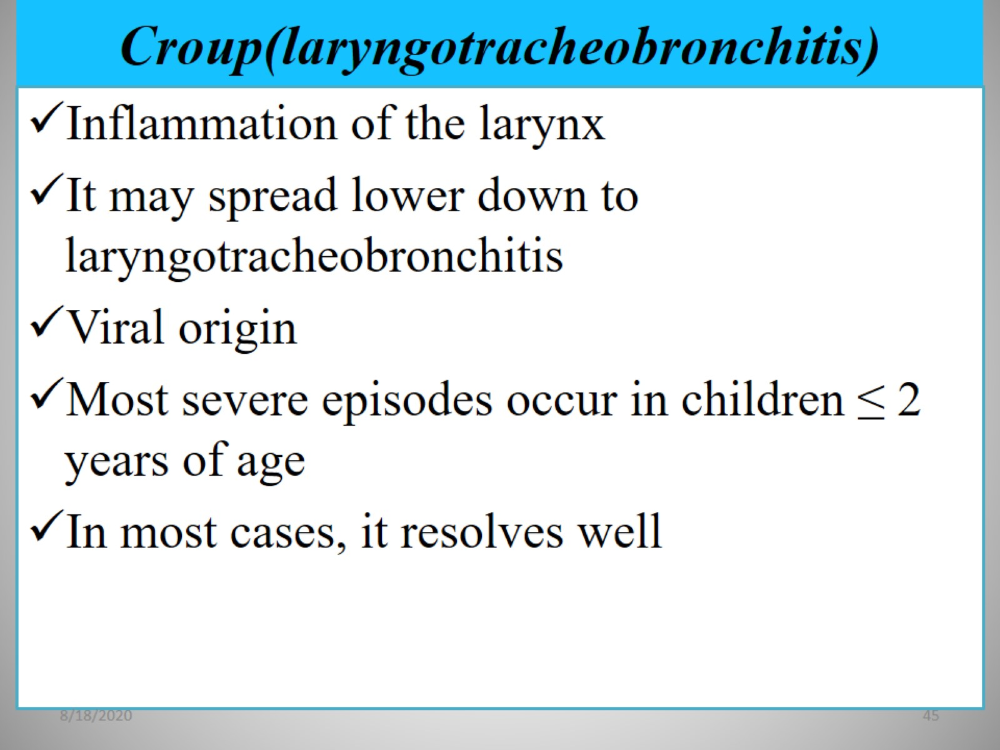 Croup(laryngotracheobronchitis)
✓Inflammation of the larynx
✓It may spread lower down to
laryngotracheobronchitis
✓Viral origin
✓Most severe episodes occur in children ≤ 2
years of age
✓In most cases, it resolves well
8/18/2020
45